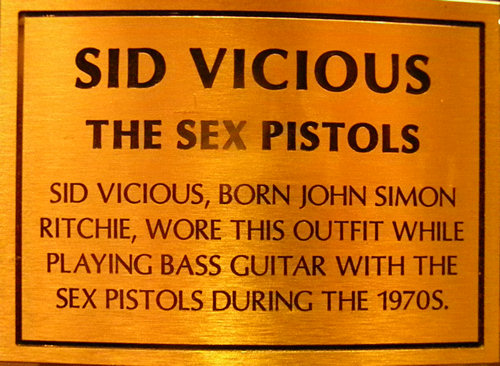 SID VICIOUS
THE SEX PISTOLS
SID VICIOUS, BORN JOHN SIMON
RITCHIE, WORE THIS OUTFIT WHILE
PLAYING BASS GUITAR WITH THE
SEX PISTOLS DURING THE 1970S.